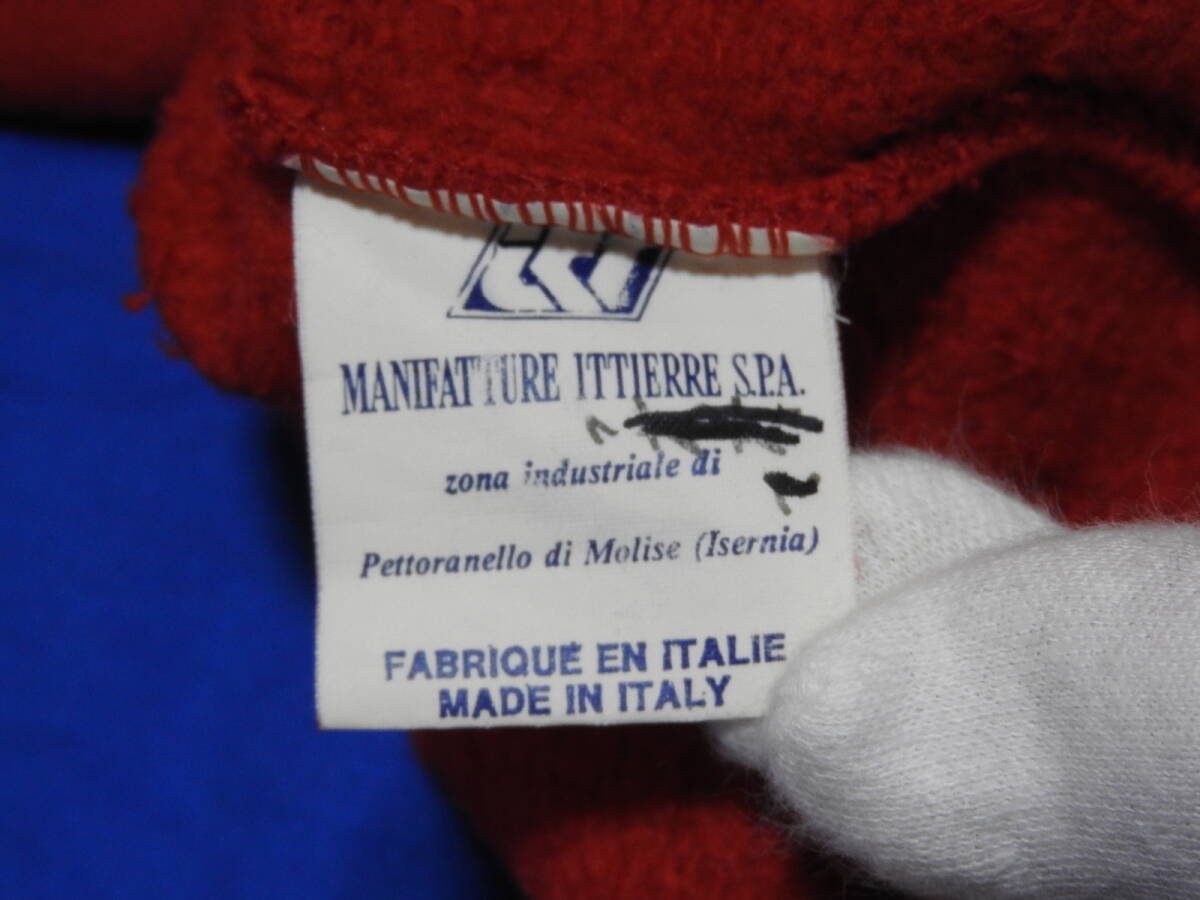 MANIFATTURE ITTIERRE S.P.A.
zona industriale di
Pettoranello di Molise (Isernia)
FABRIQUÉ EN ITALIE
MADE IN ITALY